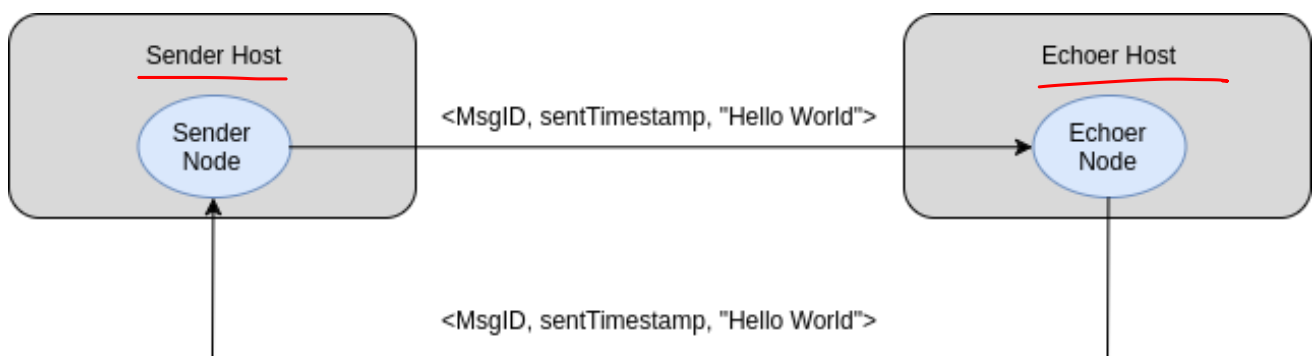 Sender Host
Echoer Host
<MsgID, sentTimestamp, "Hello World">
Sender
Node
Echoer
Node
<MsgID, sentTimestamp, "Hello World">